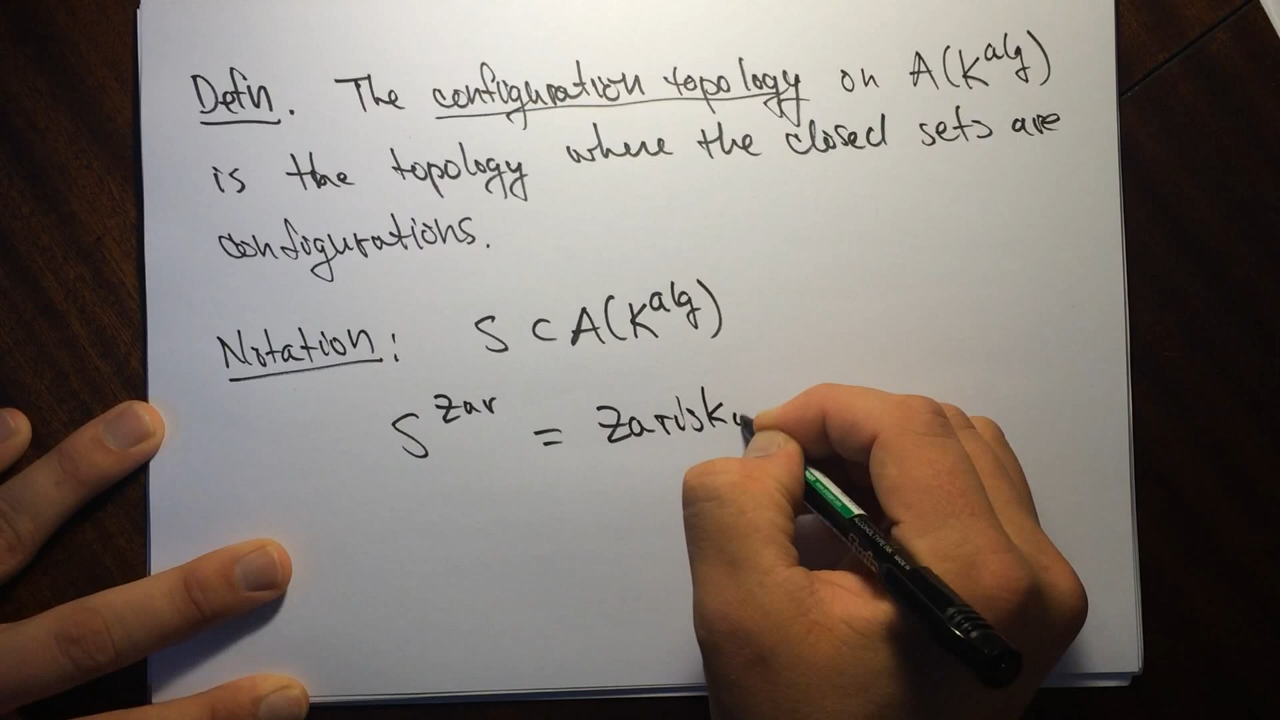 Defn. The configuration topology on A(K^alg)
is the topology where the closed sets are
configurations.
Notation: S ⊂ A(K^alg)
S^Zar = Zarisk